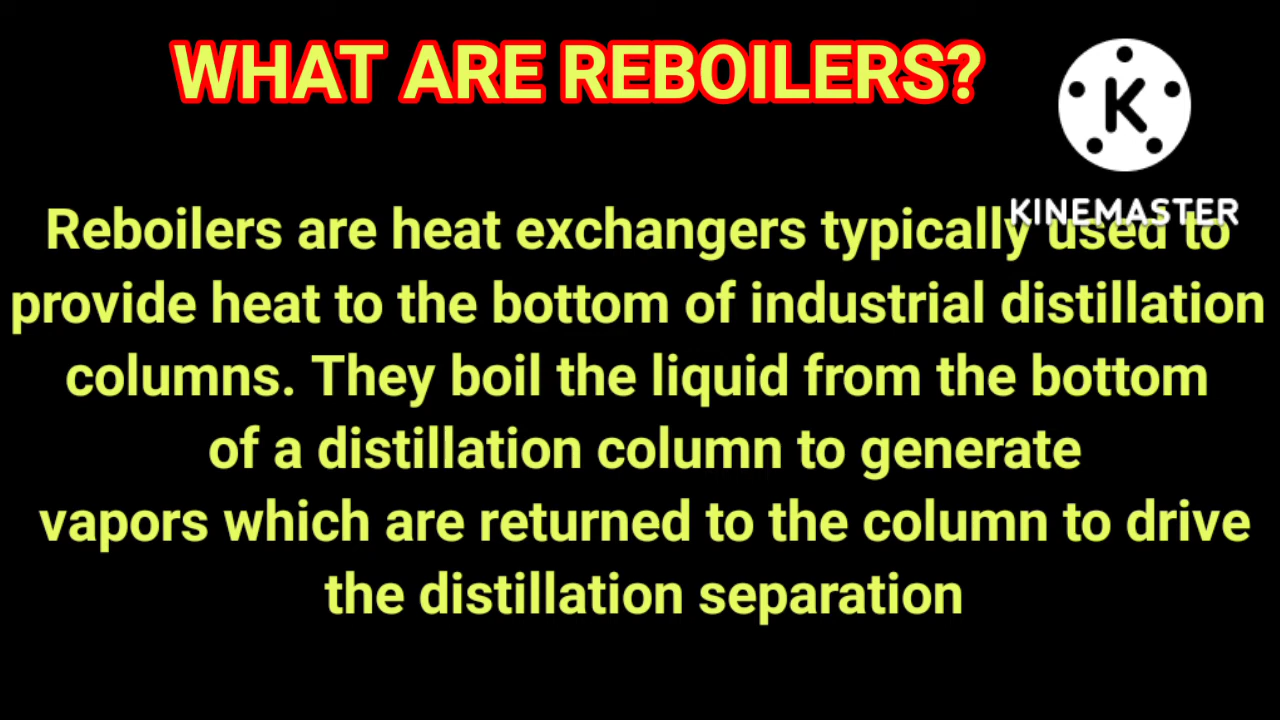 WHAT ARE REBOILERS?
K
KINEMASTER
Reboilers are heat exchangers typically used to
provide heat to the bottom of industrial distillation
columns. They boil the liquid from the bottom
of a distillation column to generate
vapors which are returned to the column to drive
the distillation separation